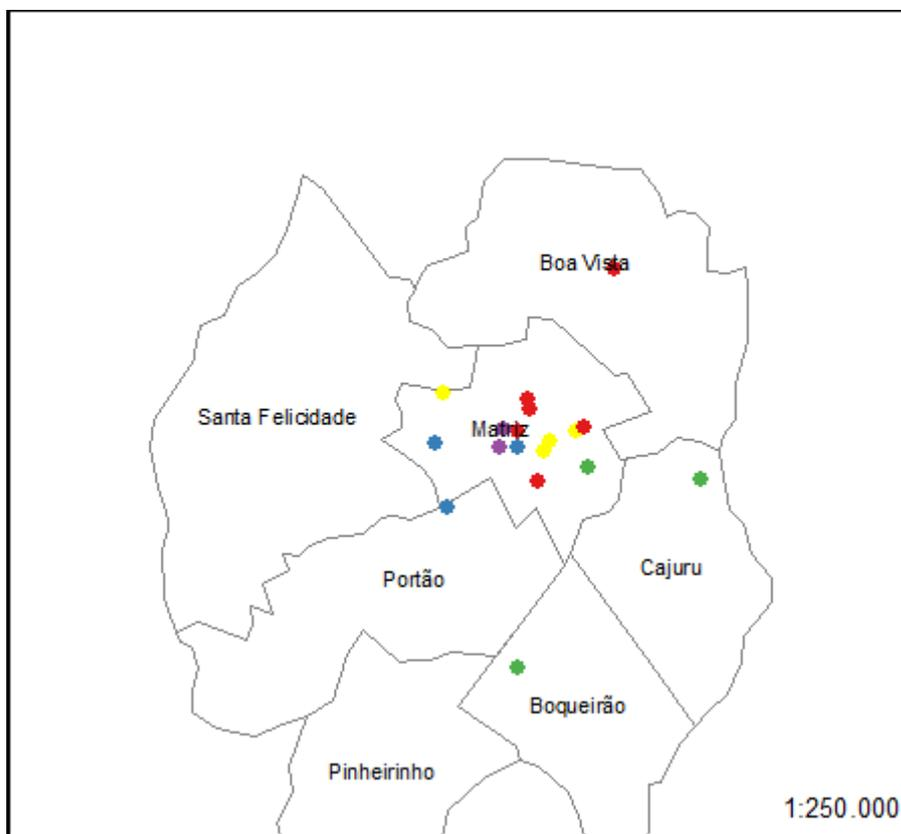 Boa Vista
Santa Felicidade
Matriz
Cajuru
Portão
Boqueirão
Pinheirinho
1:250.000